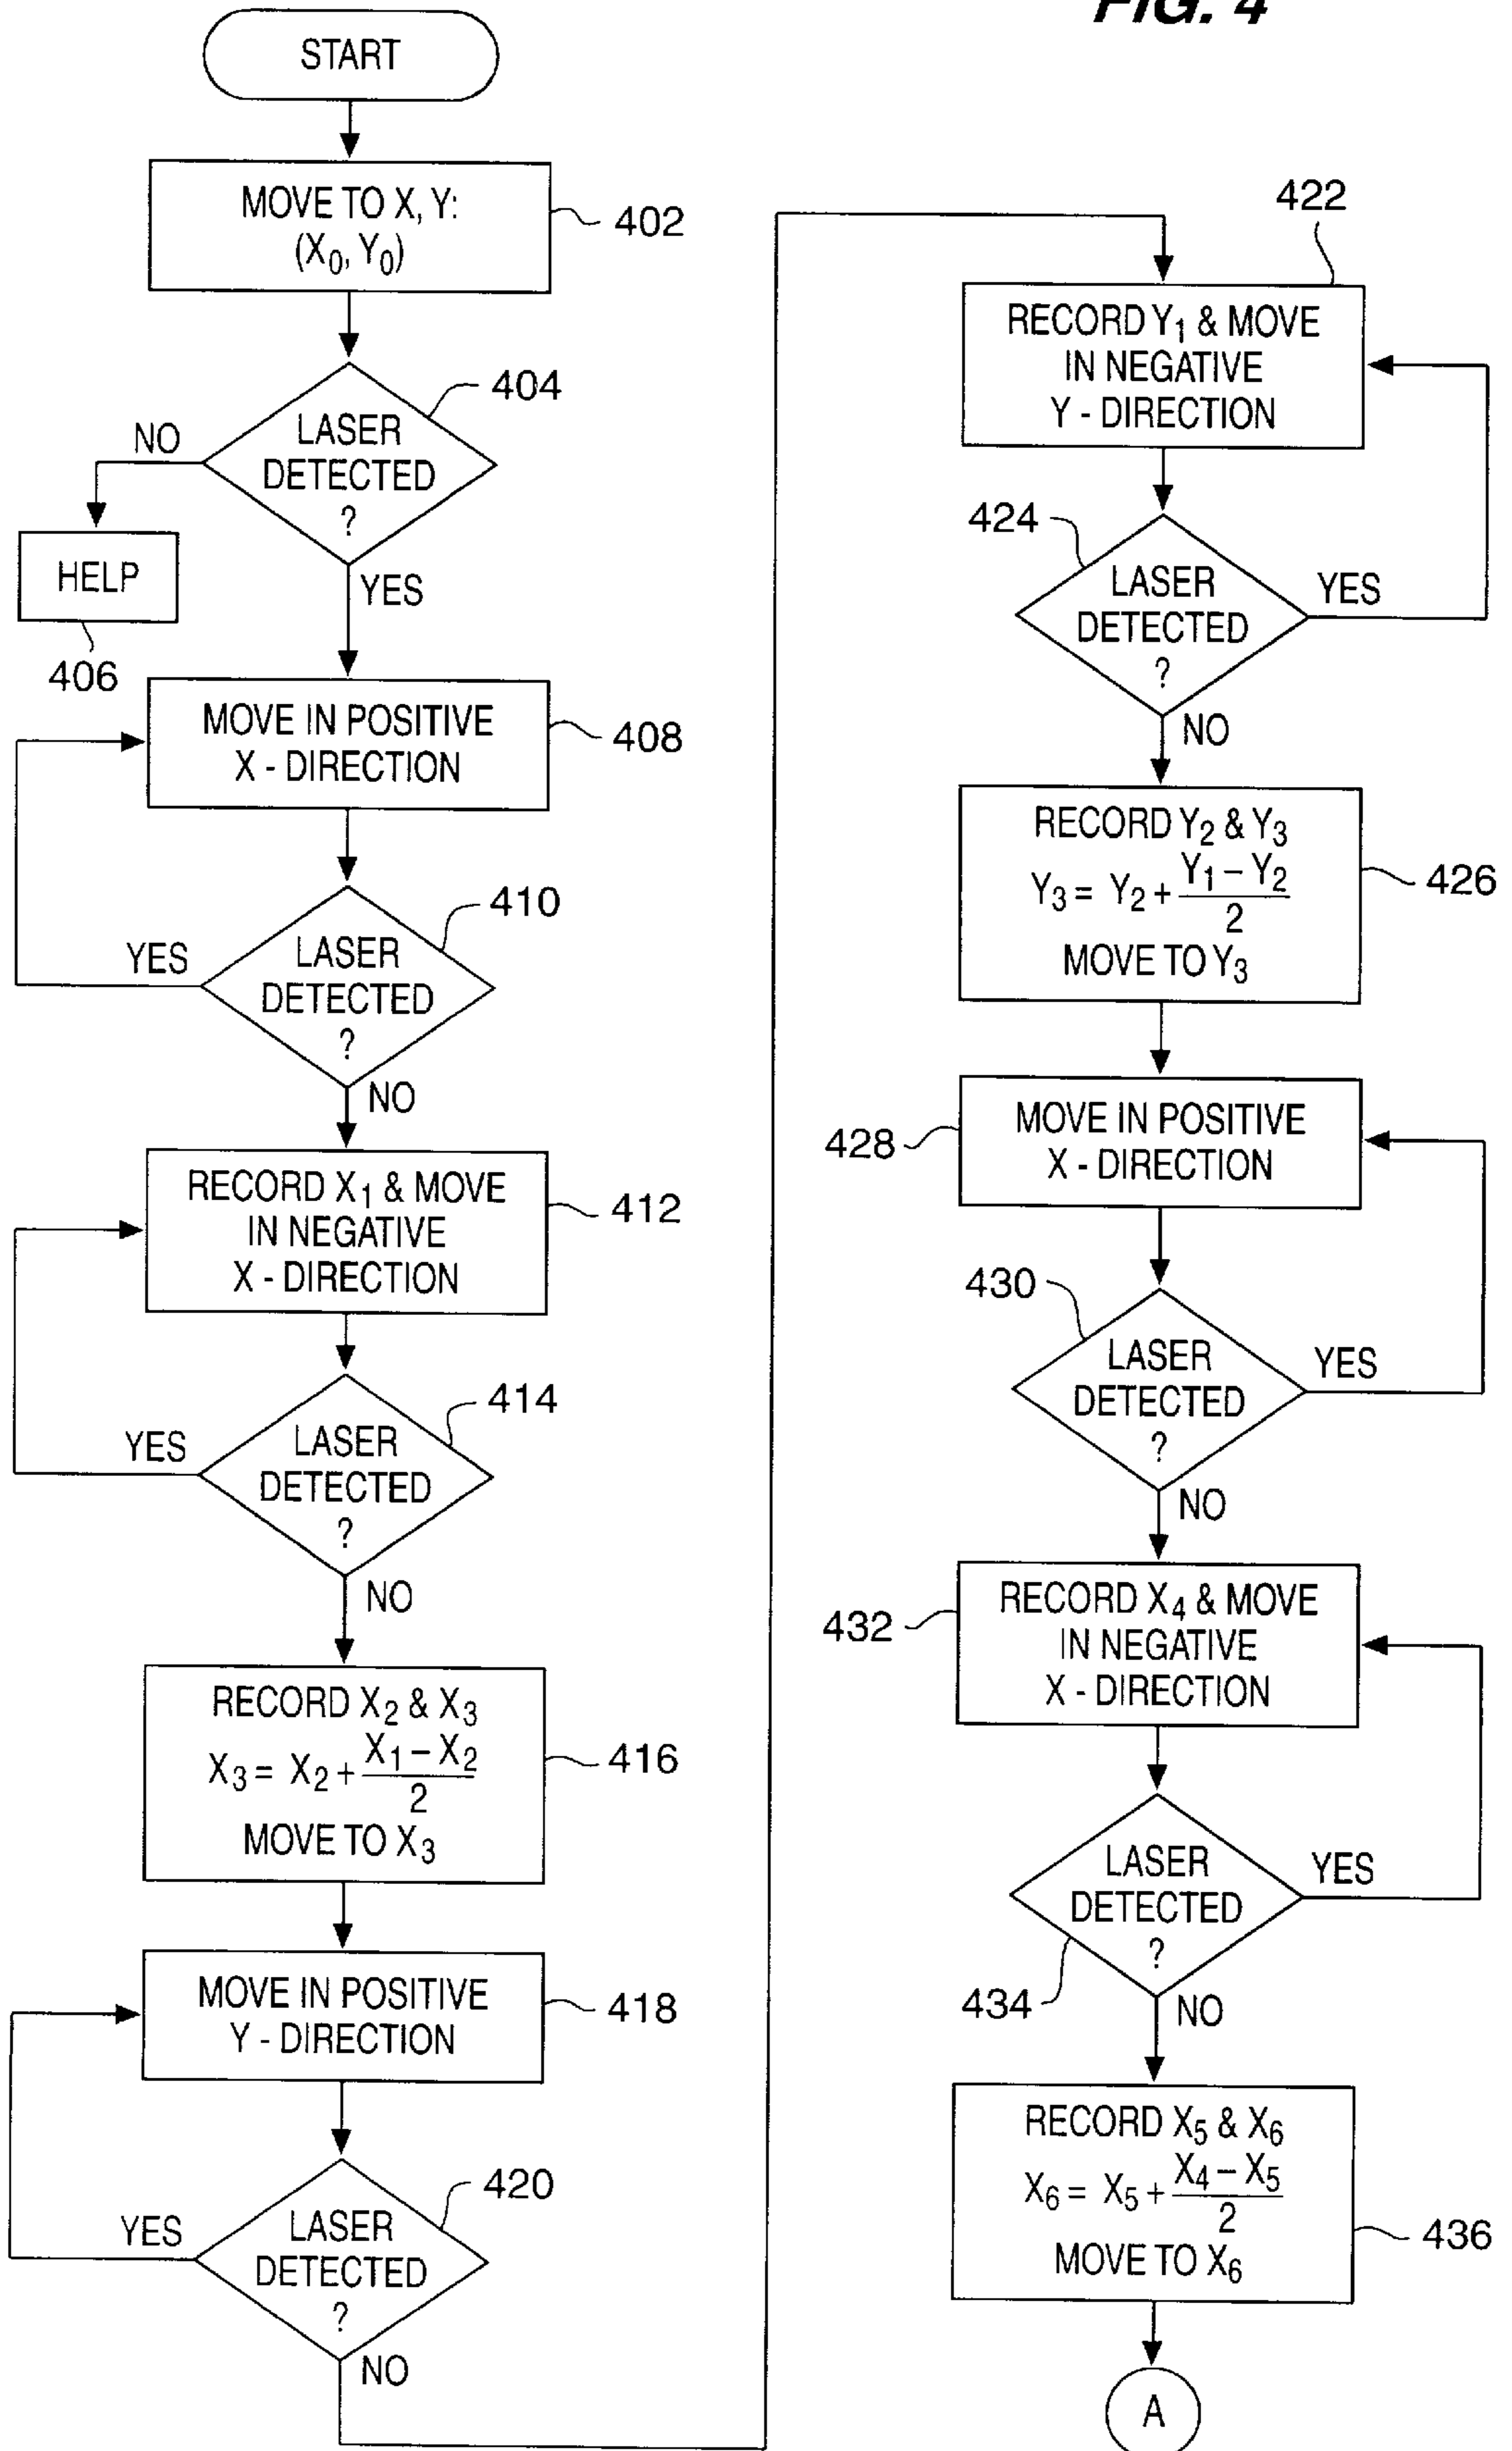 FIG. 4
START
MOVE TO X, Y:
(X₀, Y₀)
402
404
LASER
DETECTED
?
NO
YES
HELP
406
MOVE IN POSITIVE
X - DIRECTION
408
410
LASER
DETECTED
?
YES
NO
RECORD X₁ & MOVE
IN NEGATIVE
X - DIRECTION
412
414
LASER
DETECTED
?
YES
NO
RECORD X₂ & X₃
X₃ = X₂ + X₁ – X₂
2
MOVE TO X₃
416
MOVE IN POSITIVE
Y - DIRECTION
418
420
LASER
DETECTED
?
YES
NO
422
RECORD Y₁ & MOVE
IN NEGATIVE
Y - DIRECTION
424
LASER
DETECTED
?
YES
NO
RECORD Y₂ & Y₃
Y₃ = Y₂ + Y₁ – Y₂
2
MOVE TO Y₃
426
MOVE IN POSITIVE
X - DIRECTION
428
430
LASER
DETECTED
?
YES
NO
RECORD X₄ & MOVE
IN NEGATIVE
X - DIRECTION
432
LASER
DETECTED
?
YES
434
NO
RECORD X₅ & X₆
X₆ = X₅ + X₄ – X₅
2
MOVE TO X₆
436
A